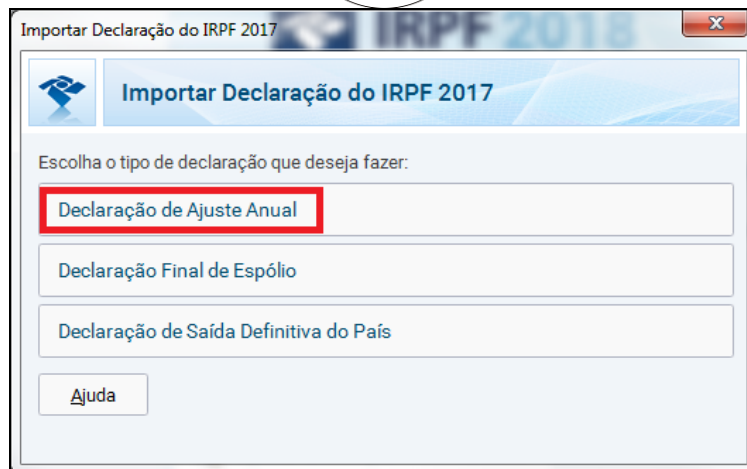 Importar Declaração do IRPF 2017
IRPF 2018
Importar Declaração do IRPF 2017
Escolha o tipo de declaração que deseja fazer:
Declaração de Ajuste Anual
Declaração Final de Espólio
Declaração de Saída Definitiva do País
Ajuda